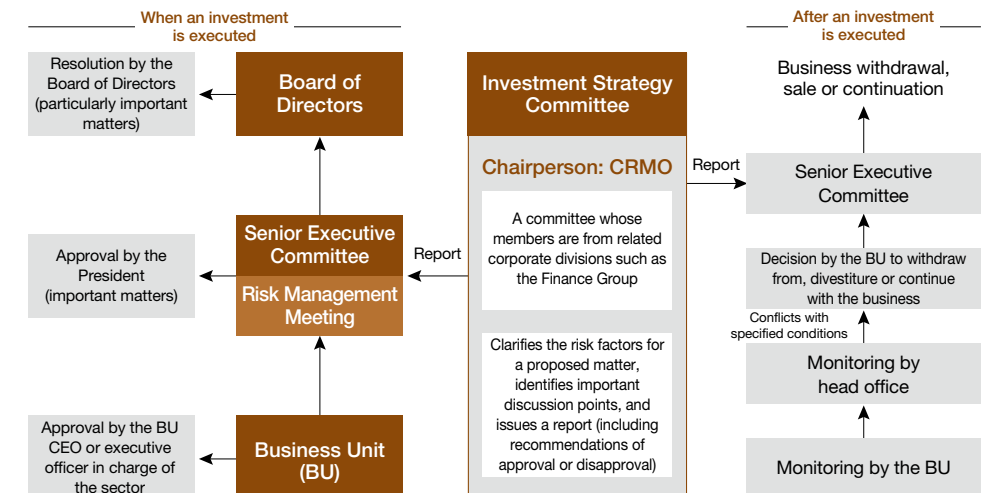 When an investment
is executed
Resolution by the
Board of Directors
(particularly important
matters)
Board of
Directors
Approval by the
President
(important matters)
Senior Executive
Committee
Risk Management
Meeting
Approval by the BU
CEO or executive
officer in charge of
the sector
Business Unit
(BU)
Report
Investment Strategy
Committee
Chairperson: CRMO
A committee whose
members are from related
corporate divisions such as
the Finance Group
Clarifies the risk factors for
a proposed matter,
identifies important
discussion points, and
issues a report (including
recommendations of
approval or disapproval)
Report
After an investment
is executed
Business withdrawal,
sale or continuation
Senior Executive
Committee
Decision by the BU to withdraw
from, divestiture or continue
with the business
Conflicts with
specified conditions
Monitoring by
head office
Monitoring by the BU